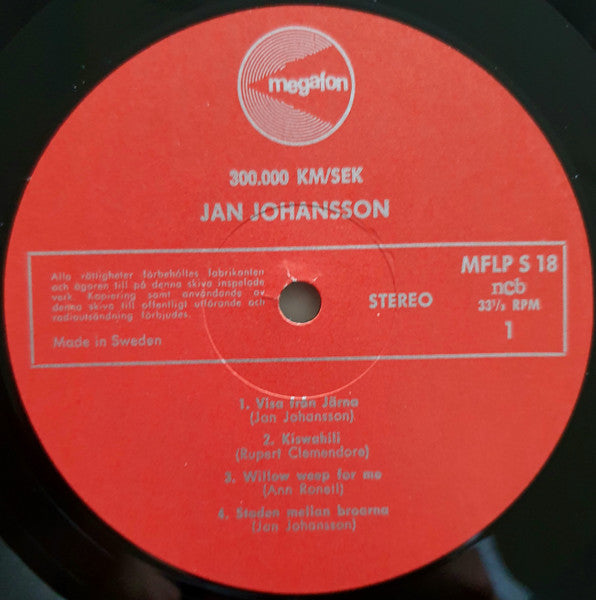 megafon
300.000 KM/SEK
JAN JOHANSSON
Alla rättigheter förbehålles fabrikanten
och ägaren till på denna skiva inspelade
verk. Kopiering samt användande av
denna skiva till offentligt utförande och
radioutsändning förbjudes.
Made in Sweden
STEREO
MFLP S 18
ncb
33⅓ RPM
1
1. Visa från Järna
(Jan Johansson)
2. Kiswahili
(Rupert Clemendore)
3. Willow weep for me
(Ann Ronell)
4. Staden mellan broarna
(Jan Johansson)